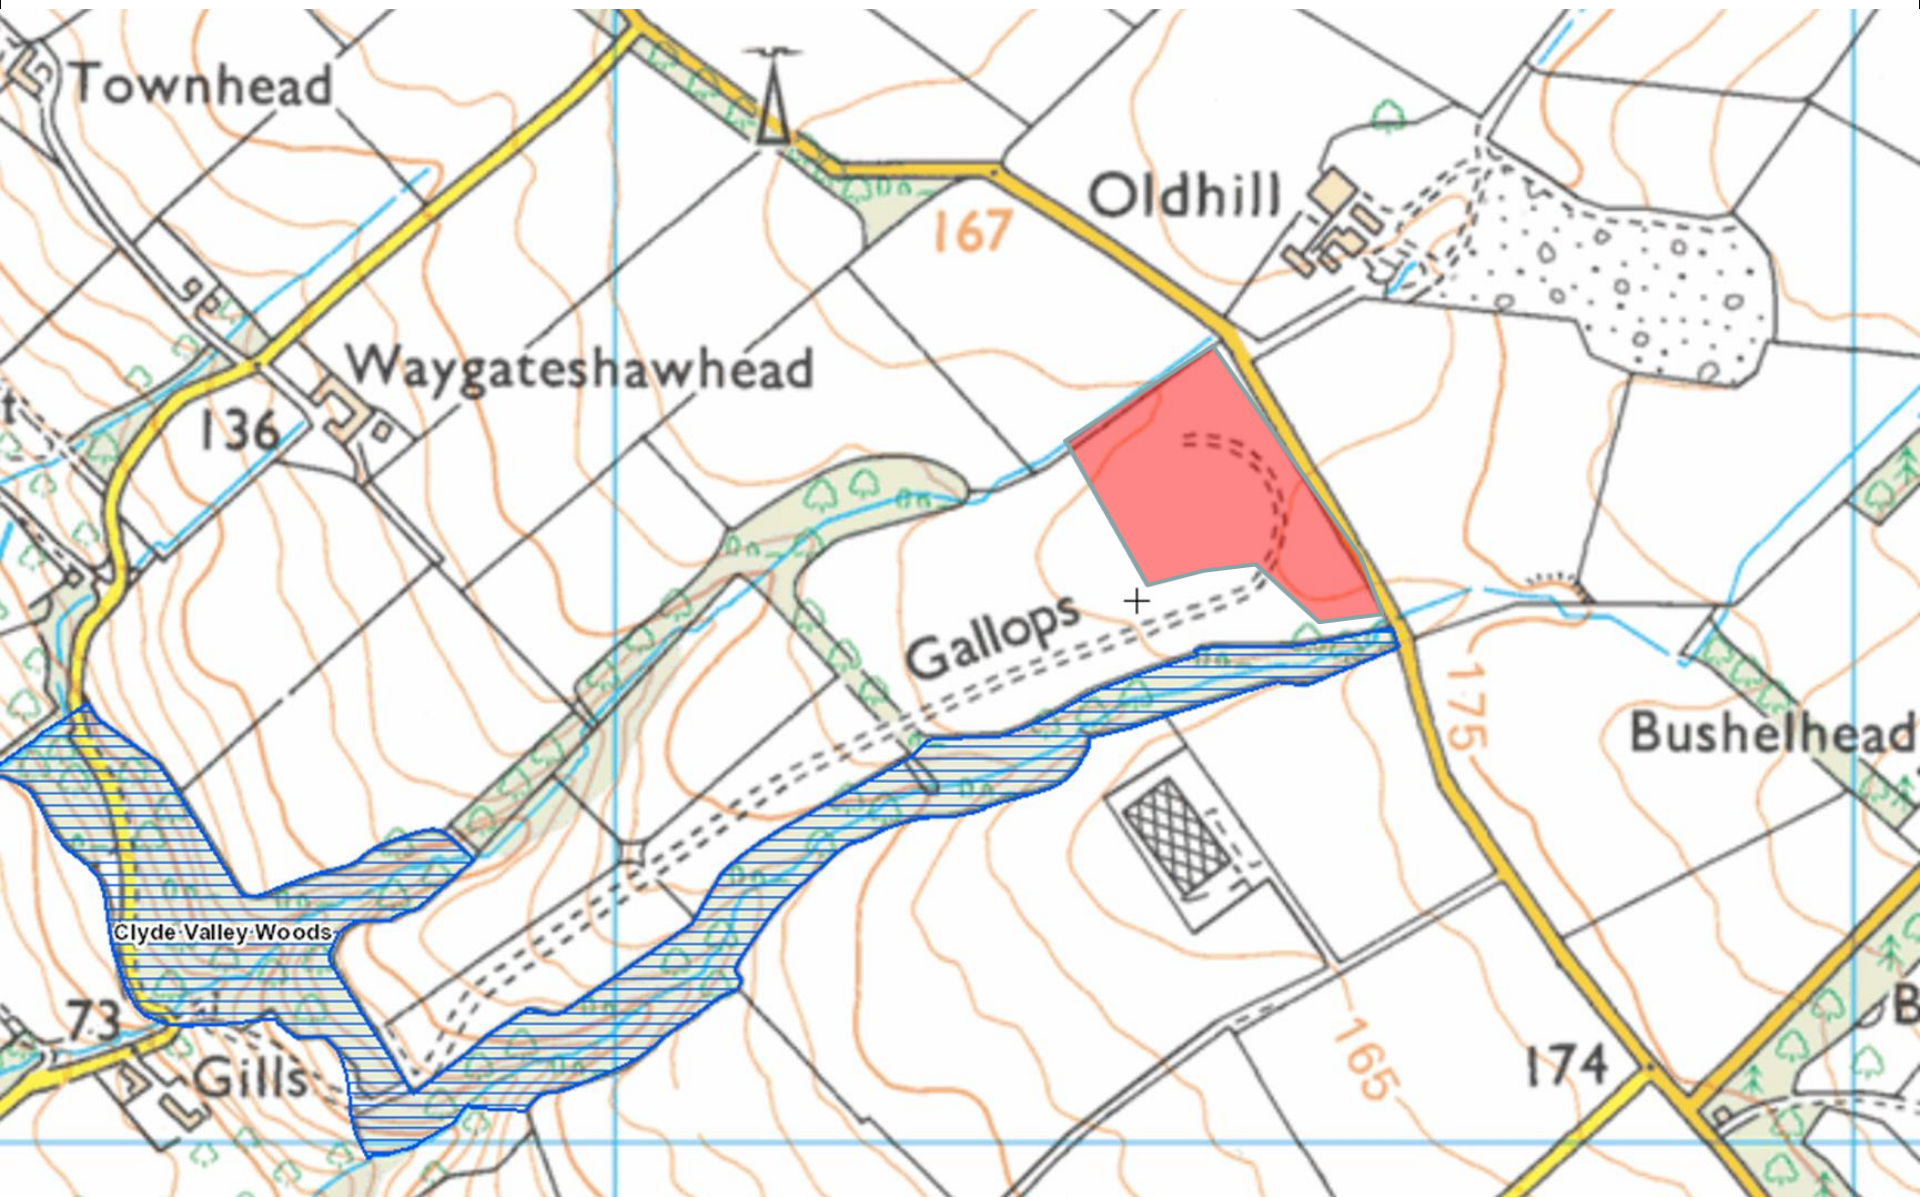 Townhead
Oldhill
167
Waygateshawhead
136
Gallops
175
Bushelhead
Clyde Valley Woods
73
Gills
165
174
B
t